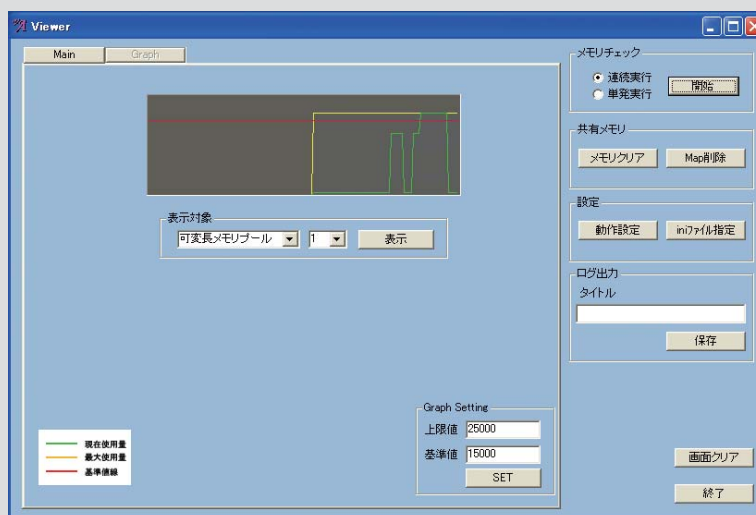 Viewer
Main
Graph
メモリチェック
連続実行
単発実行
開始
共有メモリ
メモリクリア
Map削除
設定
動作設定
iniファイル指定
ログ出力
タイトル
保存
表示対象
可変長メモリプール
1
表示
現在使用量
最大使用量
基準値線
Graph Setting
上限値
25000
基準値
15000
SET
画面クリア
終了